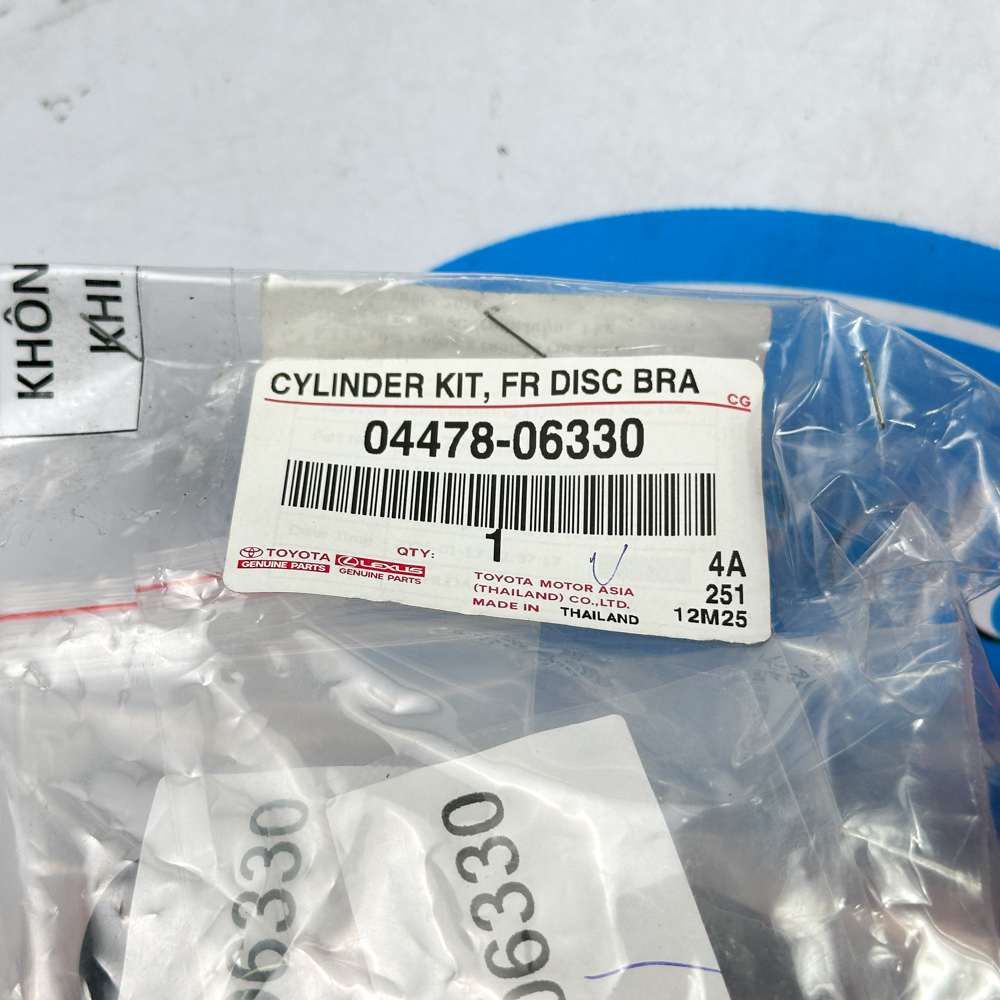 KHÔN
KHI
CYLINDER KIT, FR DISC BRA
CG
04478-06330
1
QTY:
TOYOTA
GENUINE PARTS
LEXUS
GENUINE PARTS
TOYOTA MOTOR ASIA
(THAILAND) CO.,LTD.
MADE IN THAILAND
4A
251
12M25
06330
06330